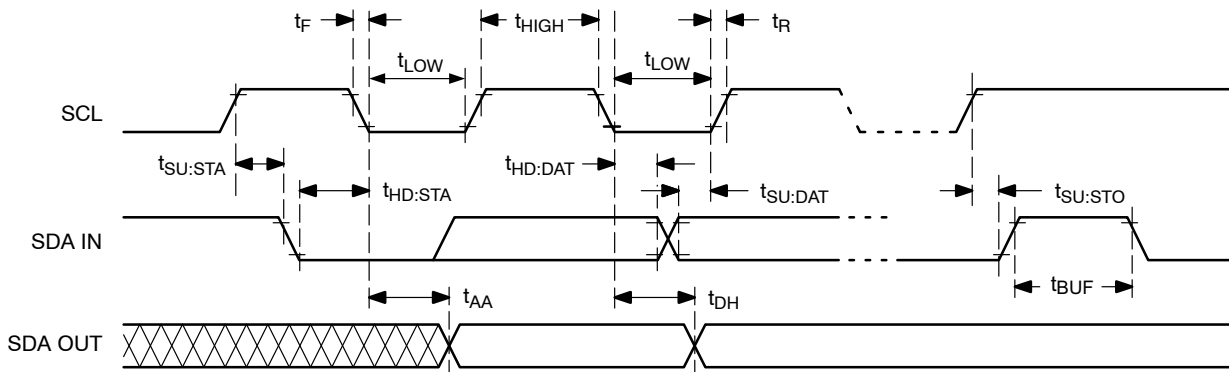 tF
tHIGH
tR
tLOW
tLOW
SCL
tSU:STA
tHD:STA
tHD:DAT
tSU:DAT
tSU:STO
SDA IN
tBUF
tAA
tDH
SDA OUT